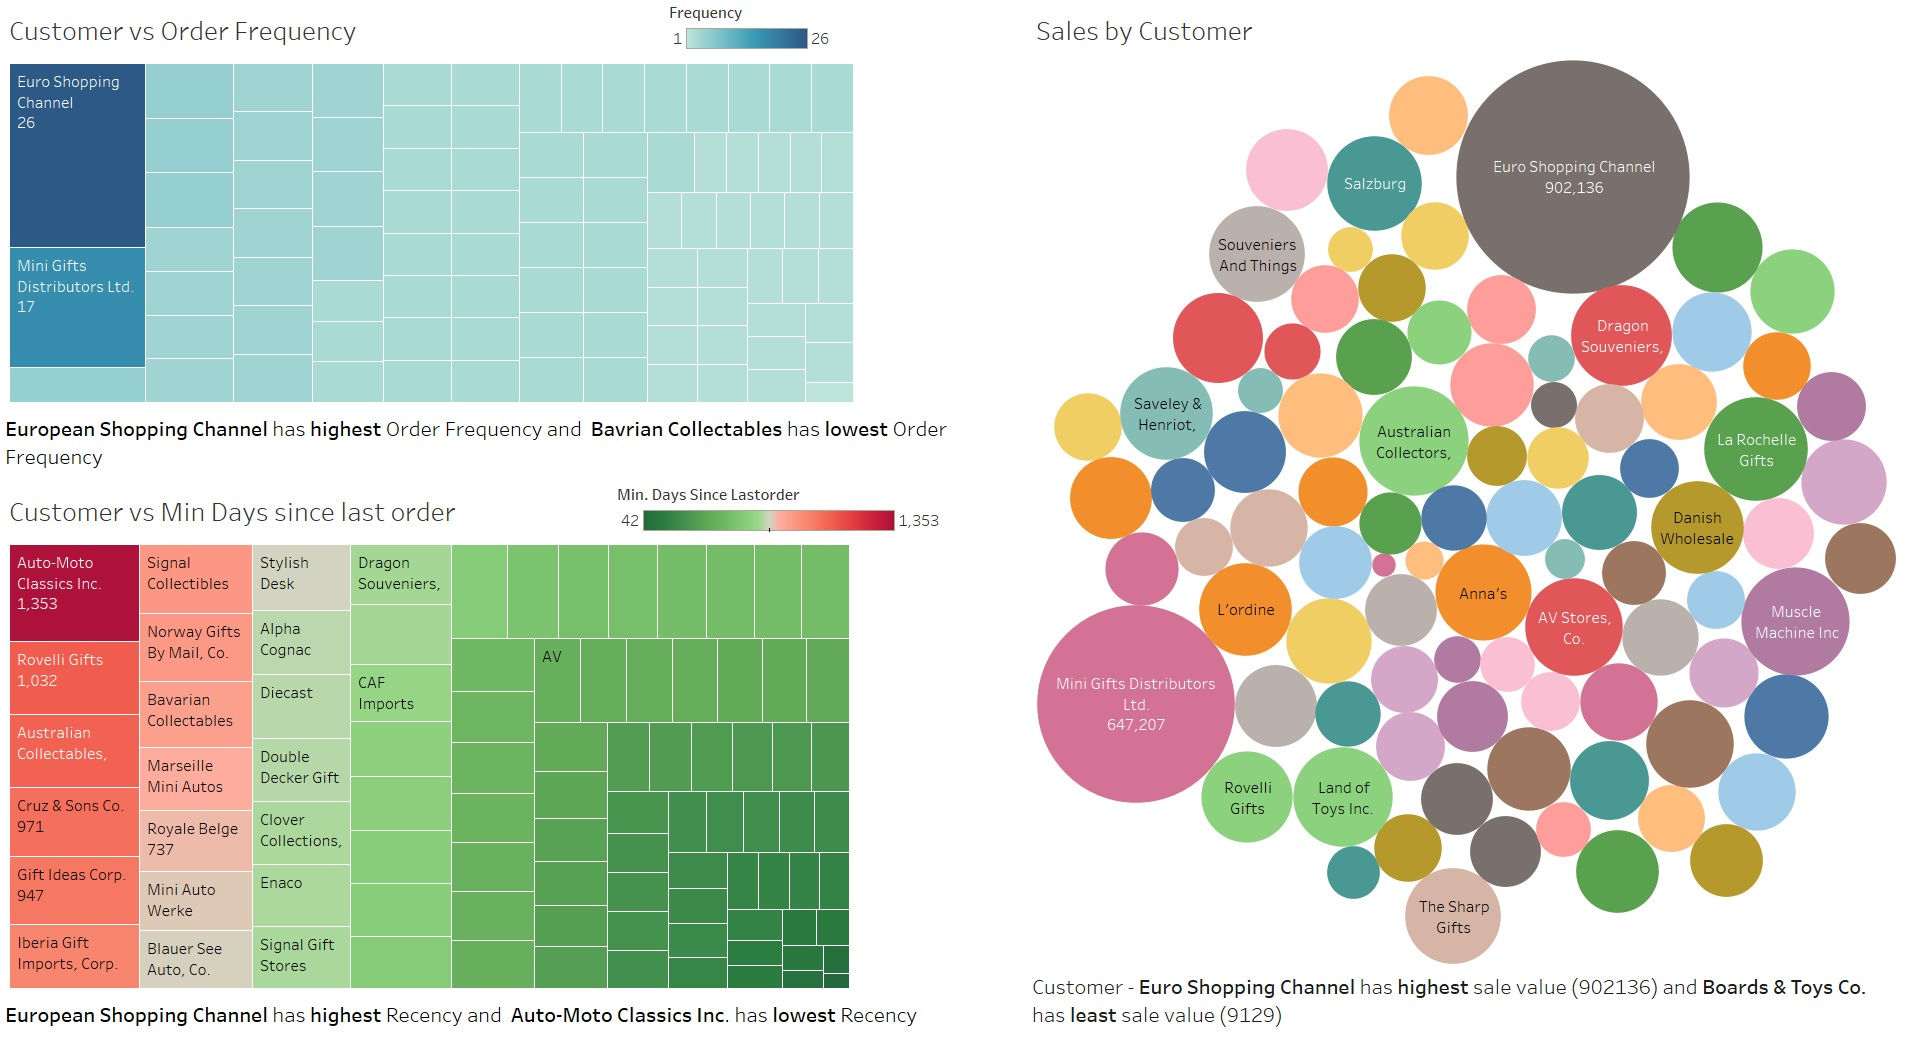 Customer vs Order Frequency
Frequency
1
26
Euro Shopping
Channel
26
Mini Gifts
Distributors Ltd.
17
European Shopping Channel has highest Order Frequency and Bavrian Collectables has lowest Order
Frequency
Customer vs Min Days since last order
Min. Days Since Lastorder
42
1,353
Auto-Moto
Classics Inc.
1,353
Rovelli Gifts
1,032
Australian
Collectables,
Cruz & Sons Co.
971
Gift Ideas Corp.
947
Iberia Gift
Imports, Corp.
Signal
Collectibles
Norway Gifts
By Mail, Co.
Bavarian
Collectables
Marseille
Mini Autos
Royale Belge
737
Mini Auto
Werke
Blauer See
Auto, Co.
Stylish
Desk
Alpha
Cognac
Diecast
Double
Decker Gift
Clover
Collections,
Enaco
Signal Gift
Stores
Dragon
Souveniers,
CAF
Imports
AV
European Shopping Channel has highest Recency and Auto-Moto Classics Inc. has lowest Recency
Sales by Customer
Euro Shopping Channel
902,136
Salzburg
Souveniers
And Things
Dragon
Souveniers,
Saveley &
Henriot,
Australian
Collectors,
La Rochelle
Gifts
Danish
Wholesale
L'ordine
Anna's
AV Stores,
Co.
Muscle
Machine Inc
Mini Gifts Distributors
Ltd.
647,207
Rovelli
Gifts
Land of
Toys Inc.
The Sharp
Gifts
Customer - Euro Shopping Channel has highest sale value (902136) and Boards & Toys Co.
has least sale value (9129)